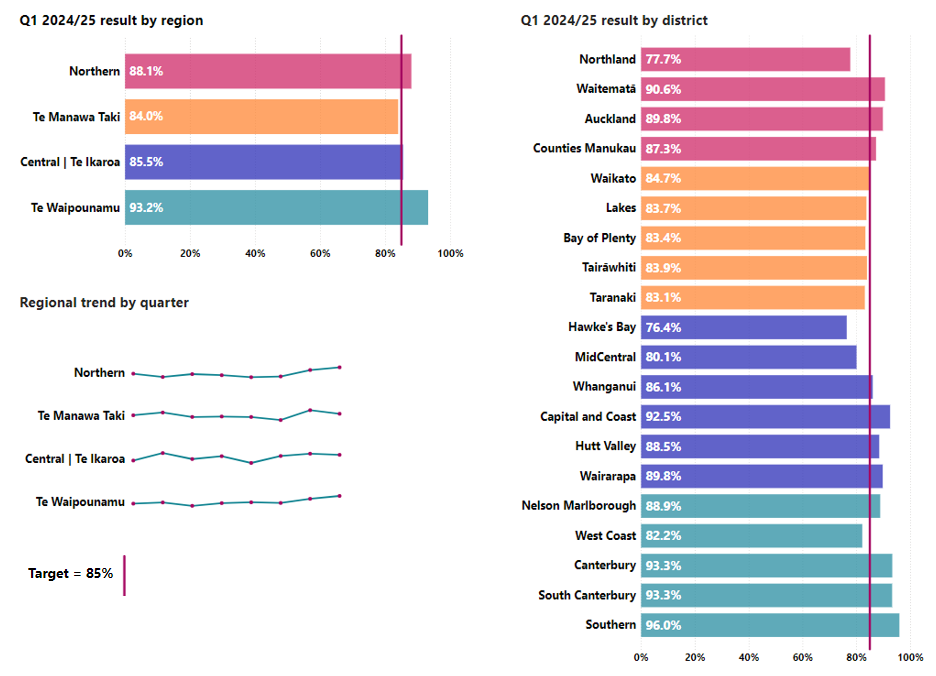 Q1 2024/25 result by region
Northern 88.1%
Te Manawa Taki 84.0%
Central | Te Ikaroa 85.5%
Te Waipounamu 93.2%
0% 20% 40% 60% 80% 100%
Regional trend by quarter
Northern
Te Manawa Taki
Central | Te Ikaroa
Te Waipounamu
Target = 85%
Q1 2024/25 result by district
Northland 77.7%
Waitematā 90.6%
Auckland 89.8%
Counties Manukau 87.3%
Waikato 84.7%
Lakes 83.7%
Bay of Plenty 83.4%
Tairāwhiti 83.9%
Taranaki 83.1%
Hawke's Bay 76.4%
MidCentral 80.1%
Whanganui 86.1%
Capital and Coast 92.5%
Hutt Valley 88.5%
Wairarapa 89.8%
Nelson Marlborough 88.9%
West Coast 82.2%
Canterbury 93.3%
South Canterbury 93.3%
Southern 96.0%
0% 20% 40% 60% 80% 100%